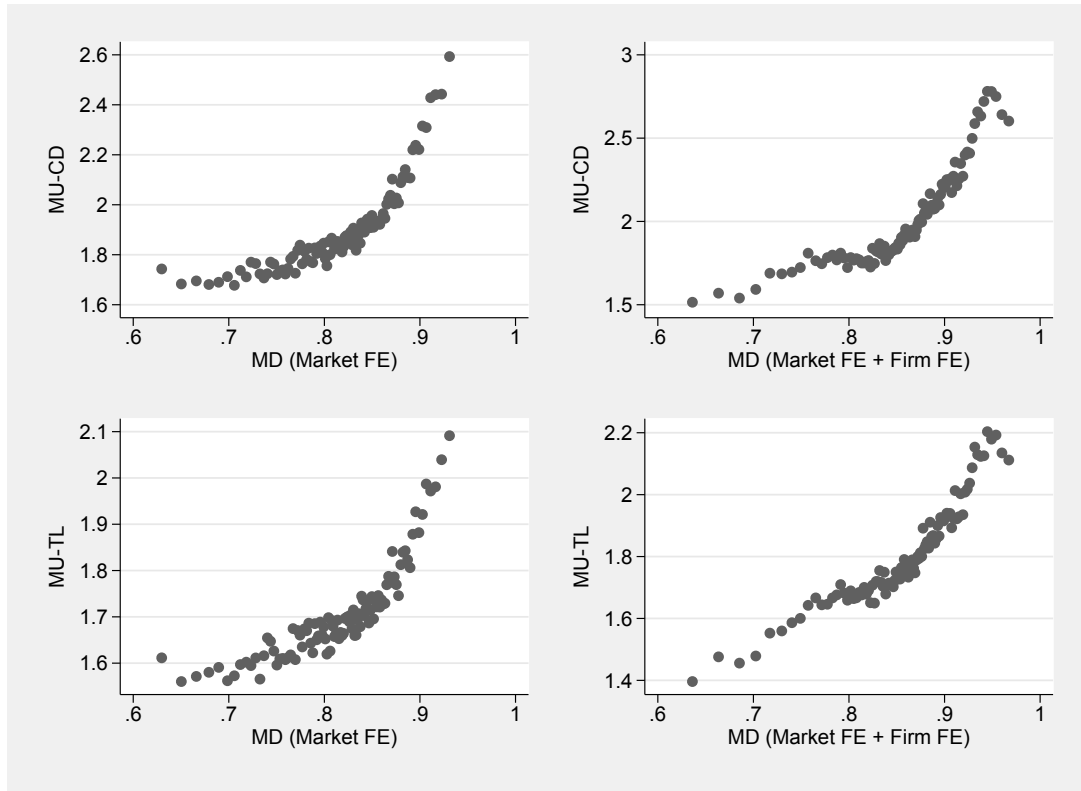 2.6
2.4
2.2
2
1.8
1.6
MU-CD
.6 .7 .8 .9 1
MD (Market FE)
3
2.5
2
1.5
MU-CD
.6 .7 .8 .9 1
MD (Market FE + Firm FE)
2.1
2
1.9
1.8
1.7
1.6
MU-TL
.6 .7 .8 .9 1
MD (Market FE)
2.2
2
1.8
1.6
1.4
MU-TL
.6 .7 .8 .9 1
MD (Market FE + Firm FE)